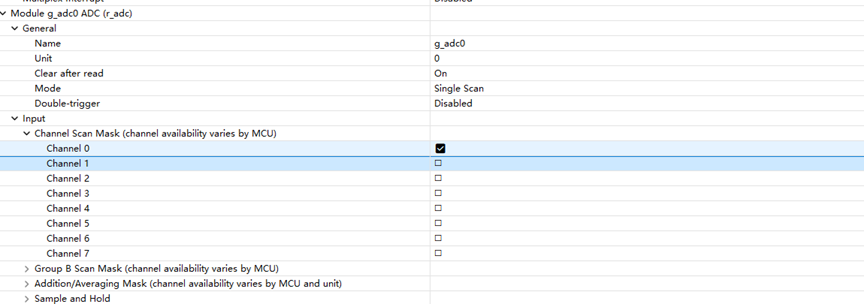 Module g_adc0 ADC (r_adc)
General
Name g_adc0
Unit 0
Clear after read On
Mode Single Scan
Double-trigger Disabled
Input
Channel Scan Mask (channel availability varies by MCU)
Channel 0
Channel 1
Channel 2
Channel 3
Channel 4
Channel 5
Channel 6
Channel 7
Group B Scan Mask (channel availability varies by MCU)
Addition/Averaging Mask (channel availability varies by MCU and unit)
Sample and Hold